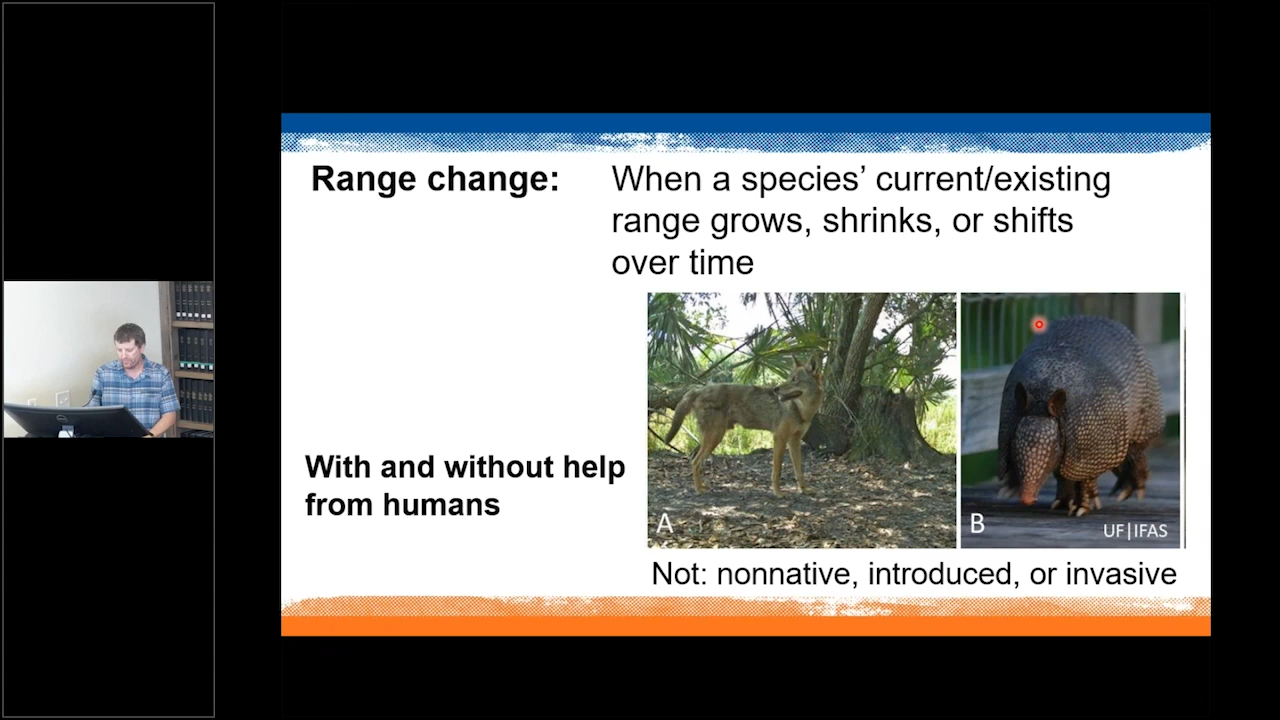 Range change:
When a species’ current/existing
range grows, shrinks, or shifts
over time
With and without help
from humans
A
B
UF|IFAS
Not: nonnative, introduced, or invasive